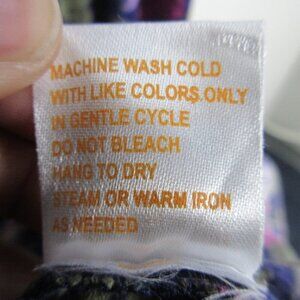 MACHINE WASH COLD
WITH LIKE COLORS ONLY
IN GENTLE CYCLE
DO NOT BLEACH
HANG TO DRY
STEAM OR WARM IRON
AS NEEDED